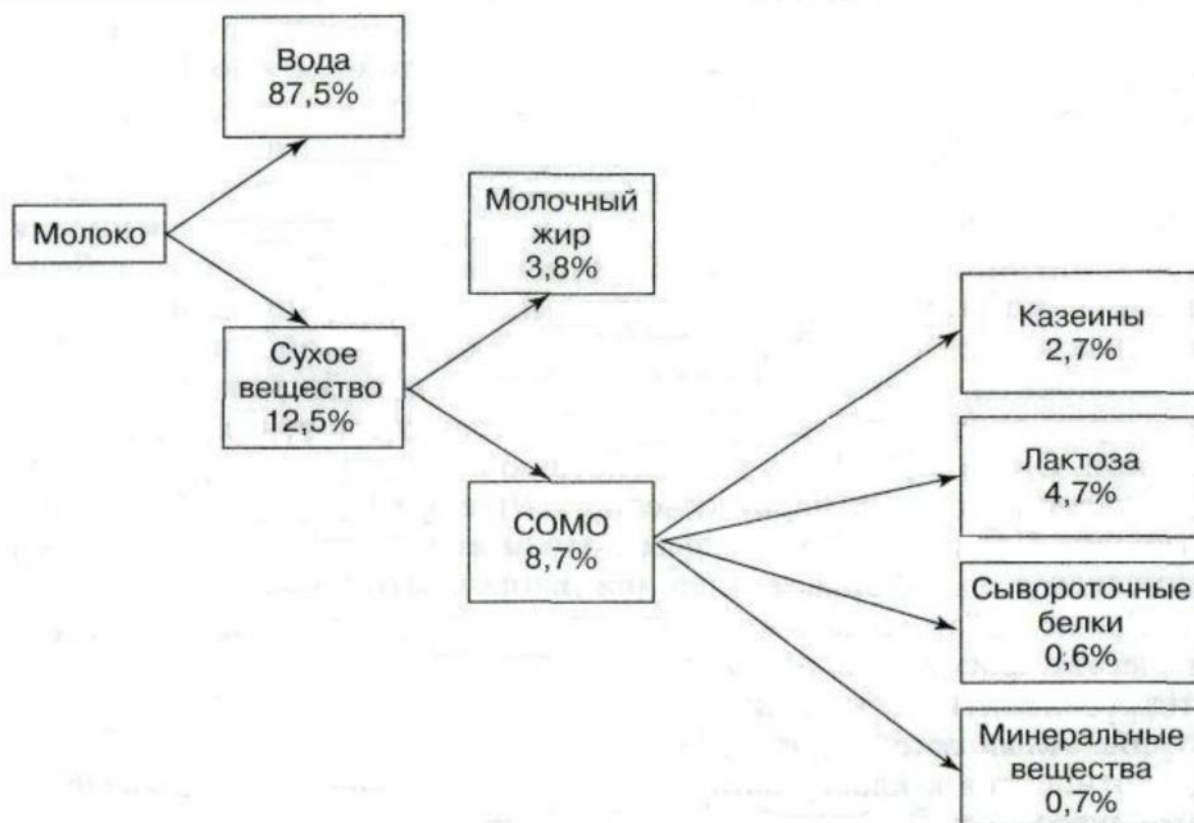 Вода
87,5%
Молоко
Молочный
жир
3,8%
Сухое
вещество
12,5%
СОМО
8,7%
Казеины
2,7%
Лактоза
4,7%
Сывороточные
белки
0,6%
Минеральные
вещества
0,7%